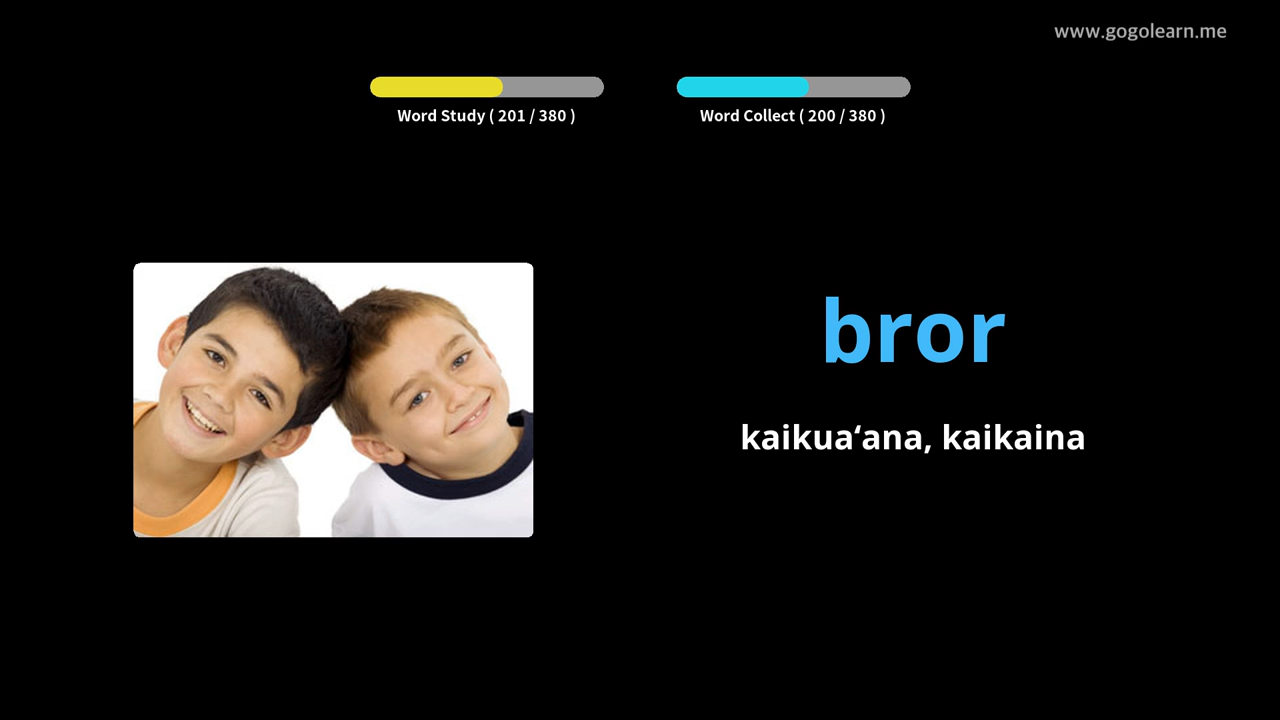 www.gogolearn.me
Word Study ( 201 / 380 )
Word Collect ( 200 / 380 )
bror
kaikuaʻana, kaikaina